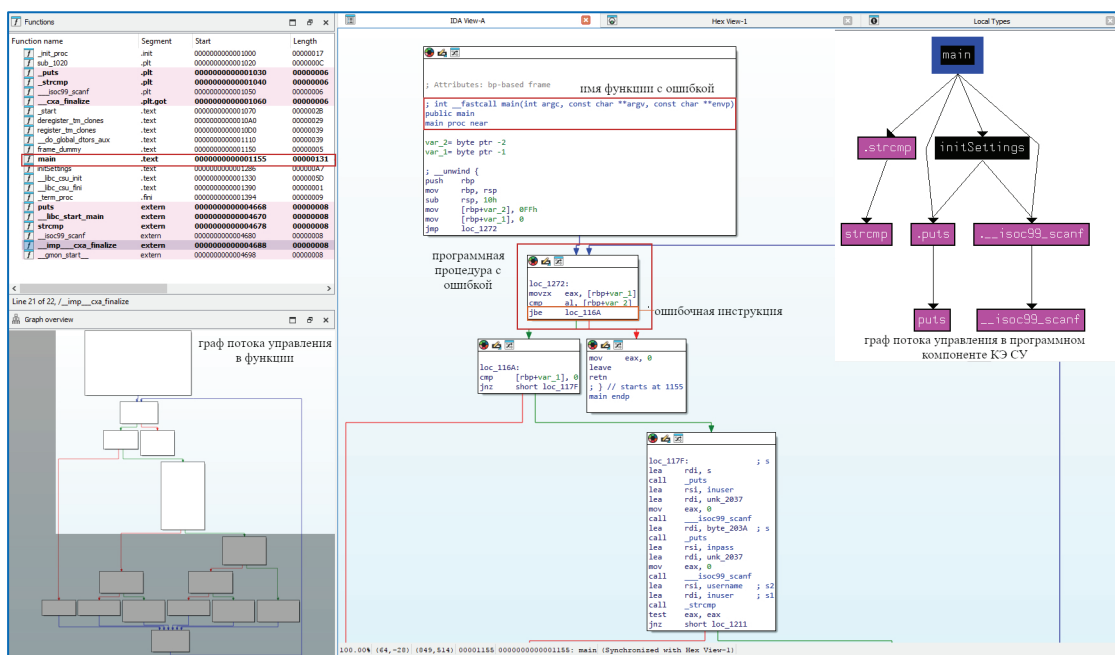 Functions
Function name Segment Start Length
_init_proc .init 0000000000001000 00000017
sub_1020 .plt 0000000000001020 0000000C
_puts .plt 0000000000001030 00000006
_strcmp .plt 0000000000001040 00000006
___isoc99_scanf .plt 0000000000001050 00000006
__cxa_finalize .plt.got 0000000000001060 00000006
_start .text 0000000000001070 0000002B
deregister_tm_clones .text 00000000000010A0 00000029
register_tm_clones .text 00000000000010D0 00000039
__do_global_dtors_aux .text 0000000000001110 00000039
frame_dummy .text 0000000000001150 00000005
main .text 0000000000001155 00000131
initSettings .text 0000000000001286 000000A7
__libc_csu_init .text 0000000000001330 0000005D
__libc_csu_fini .text 0000000000001390 00000001
_term_proc .fini 0000000000001394 00000009
puts extern 0000000000004668 00000008
__libc_start_main extern 0000000000004670 00000008
strcmp extern 0000000000004678 00000008
__isoc99_scanf extern 0000000000004680 00000008
__imp___cxa_finalize extern 0000000000004688 00000008
__gmon_start__ extern 0000000000004698 00000008
Line 21 of 22, /__imp__cxa_finalize
Graph overview
граф потока управления
в функции
IDA View-A
Hex View-1
Local Types
; Attributes: bp-based frame
имя функции с ошибкой
; int __fastcall main(int argc, const char **argv, const char **envp)
public main
main proc near
var_2= byte ptr -2
var_1= byte ptr -1
; __unwind {
push rbp
mov rbp, rsp
sub rsp, 10h
mov [rbp+var_2], 0FFh
mov [rbp+var_1], 0
jmp loc_1272
программная
процедура с
ошибкой
loc_1272:
movzx eax, [rbp+var_1]
cmp al, [rbp+var_2]
jbe loc_116A
ошибочная инструкция
loc_116A:
cmp [rbp+var_1], 0
jnz short loc_117F
mov eax, 0
leave
retn
; } // starts at 1155
main endp
loc_117F: ; s
lea rdi, s
call _puts
lea rsi, inuser
lea rdi, unk_2037
mov eax, 0
call ___isoc99_scanf
lea rdi, byte_203A ; s
call _puts
lea rsi, inpass
lea rdi, unk_2037
mov eax, 0
call ___isoc99_scanf
lea rsi, username ; s2
lea rdi, inuser ; s1
call _strcmp
test eax, eax
jnz short loc_1211
main
.strcmp
initSettings
strcmp
.puts
.__isoc99_scanf
puts
__isoc99_scanf
граф потока управления в программном
компоненте КЭ СУ
100.00% (64,-28) (849,514) 00001155 0000000000001155: main (Synchronized with Hex View-1)